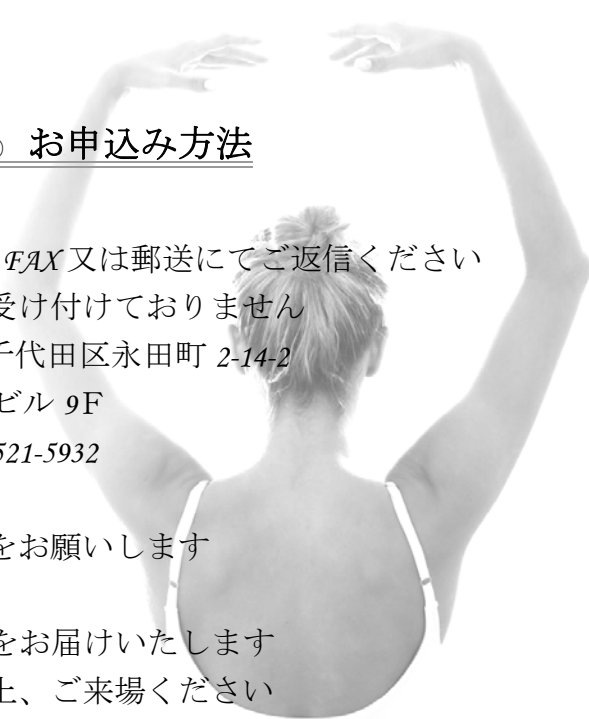 ）お申込み方法
FAX又は郵送にてご返信ください
受け付けておりません
千代田区永田町 2-14-2
ビル 9F
521-5932
をお願いします
をお届けいたします
上、ご来場ください